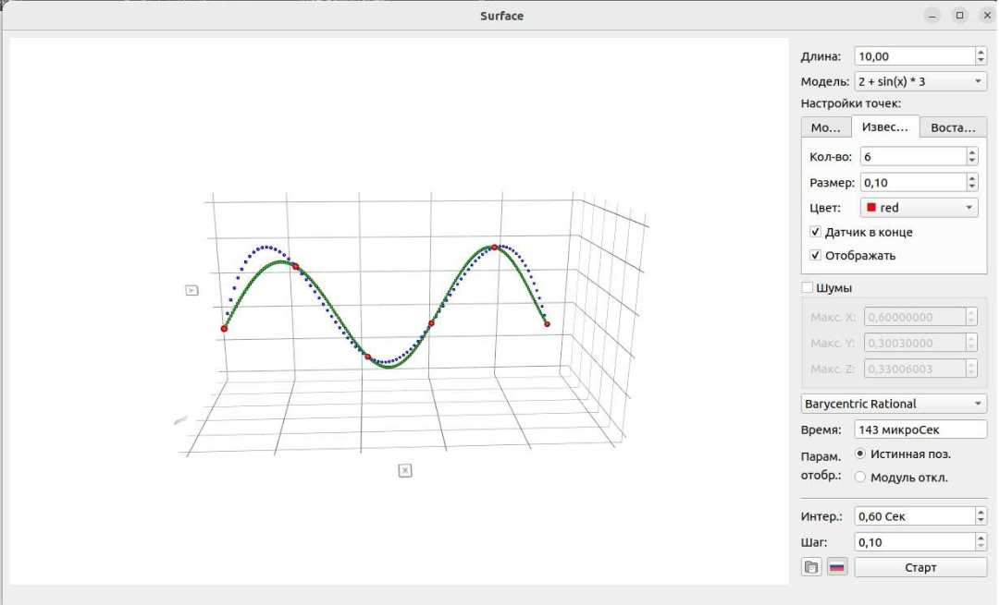 Surface
Длина: 10,00
Модель: 2 + sin(x) * 3
Настройки точек:
Мо... Извес... Воста...
Кол-во: 6
Размер: 0,10
Цвет: red
Датчик в конце
Отображать
Шумы
Макс. X: 0,60000000
Макс. Y: 0,30030000
Макс. Z: 0,33006003
Barycentric Rational
Время: 143 микроСек
Парам. отобр.: Истинная поз.
Модуль откл.
Интер.: 0,60 Сек
Шаг: 0,10
Старт
X